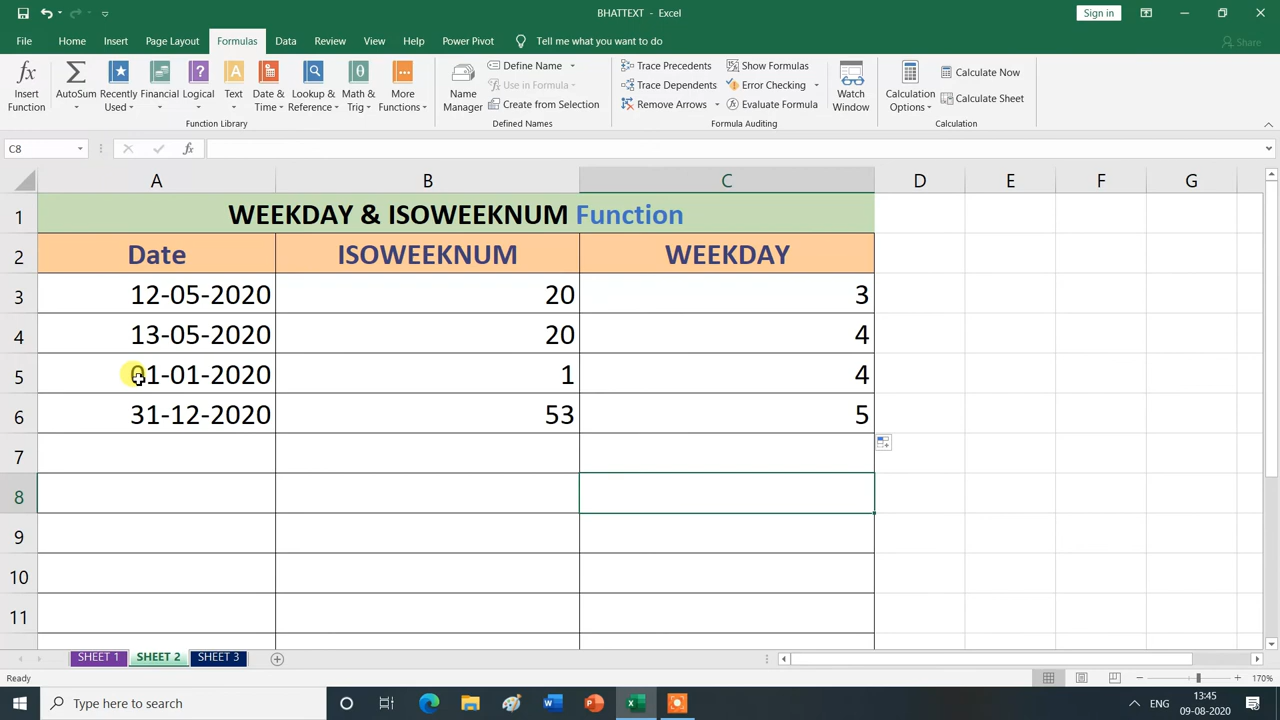 BHATTEXT - Excel
Sign in
File Home Insert Page Layout Formulas Data Review View Help Power Pivot Tell me what you want to do Share
Insert Function
AutoSum
Recently Used
Financial
Logical
Text
Date & Time
Lookup & Reference
Math & Trig
More Functions
Function Library
Name Manager
Define Name
Use in Formula
Create from Selection
Defined Names
Trace Precedents
Trace Dependents
Remove Arrows
Show Formulas
Error Checking
Evaluate Formula
Formula Auditing
Watch Window
Calculation Options
Calculate Now
Calculate Sheet
Calculation
C8 fx
A B C D E F G
1 WEEKDAY & ISOWEEKNUM Function
2 Date ISOWEEKNUM WEEKDAY
3 12-05-2020 20 3
4 13-05-2020 20 4
5 01-01-2020 1 4
6 31-12-2020 53 5
7
8
9
10
11
SHEET 1 SHEET 2 SHEET 3
Ready 170%
Type here to search
ENG 13:45
09-08-2020